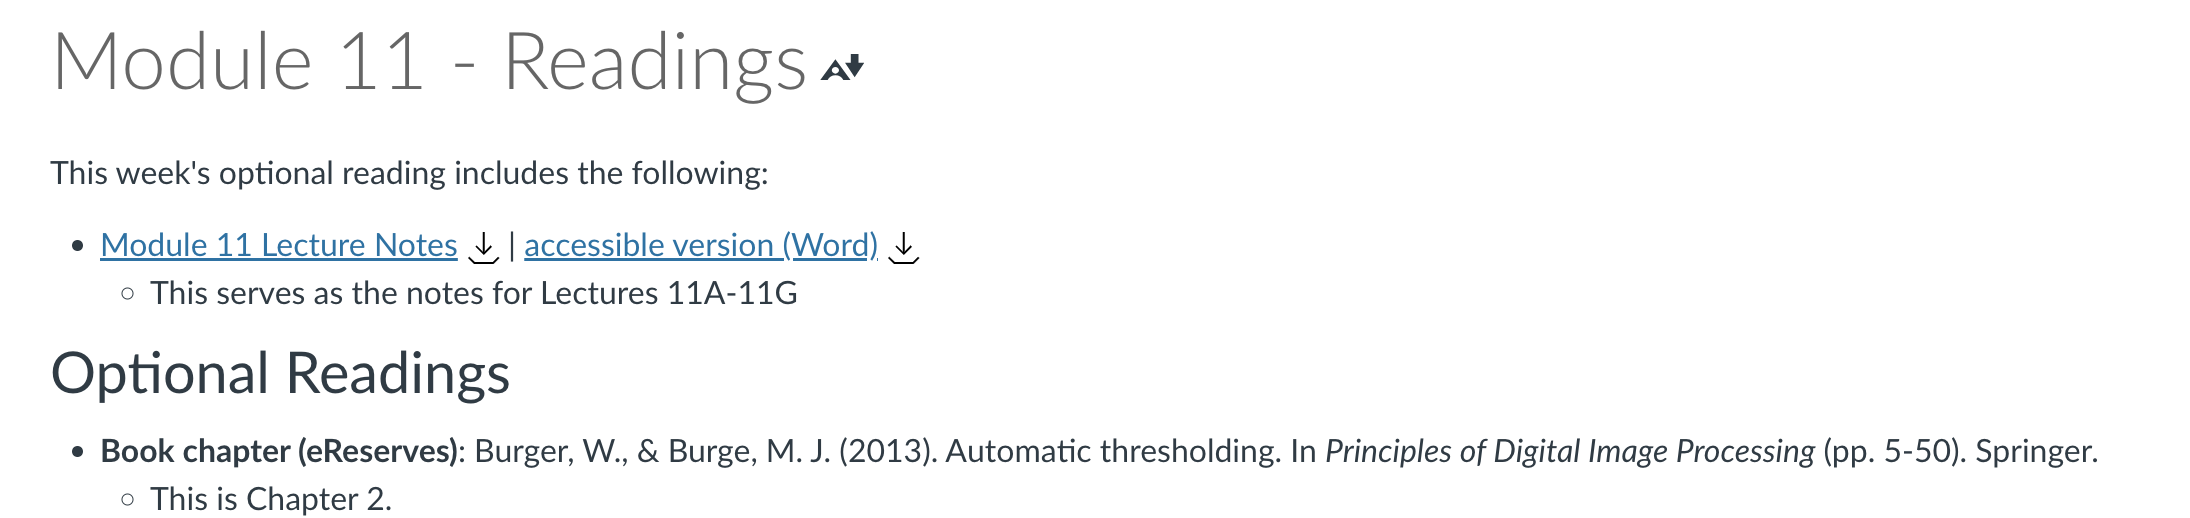 Module 11 - Readings
This week's optional reading includes the following:
Module 11 Lecture Notes | accessible version (Word)
This serves as the notes for Lectures 11A-11G
Optional Readings
Book chapter (eReserves): Burger, W., & Burge, M. J. (2013). Automatic thresholding. In Principles of Digital Image Processing (pp. 5-50). Springer.
This is Chapter 2.